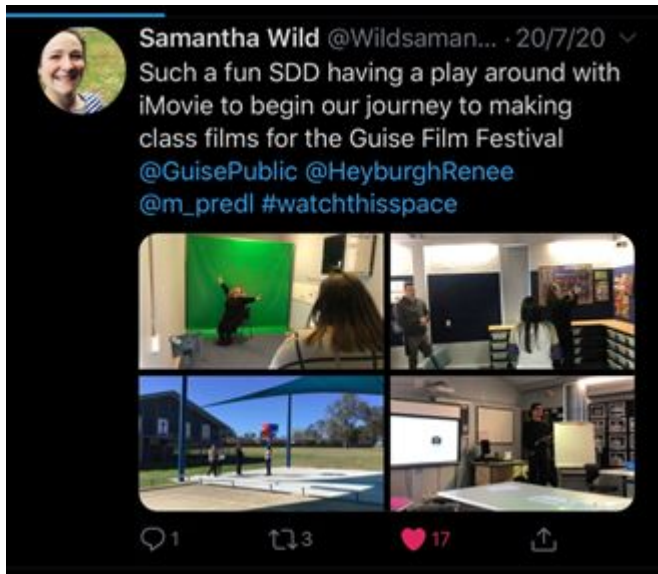 Samantha Wild @Wildsaman... · 20/7/20
Such a fun SDD having a play around with
iMovie to begin our journey to making
class films for the Guise Film Festival
@GuisePublic @HeyburghRenee
@m_predl #watchthisspace
1 3 17